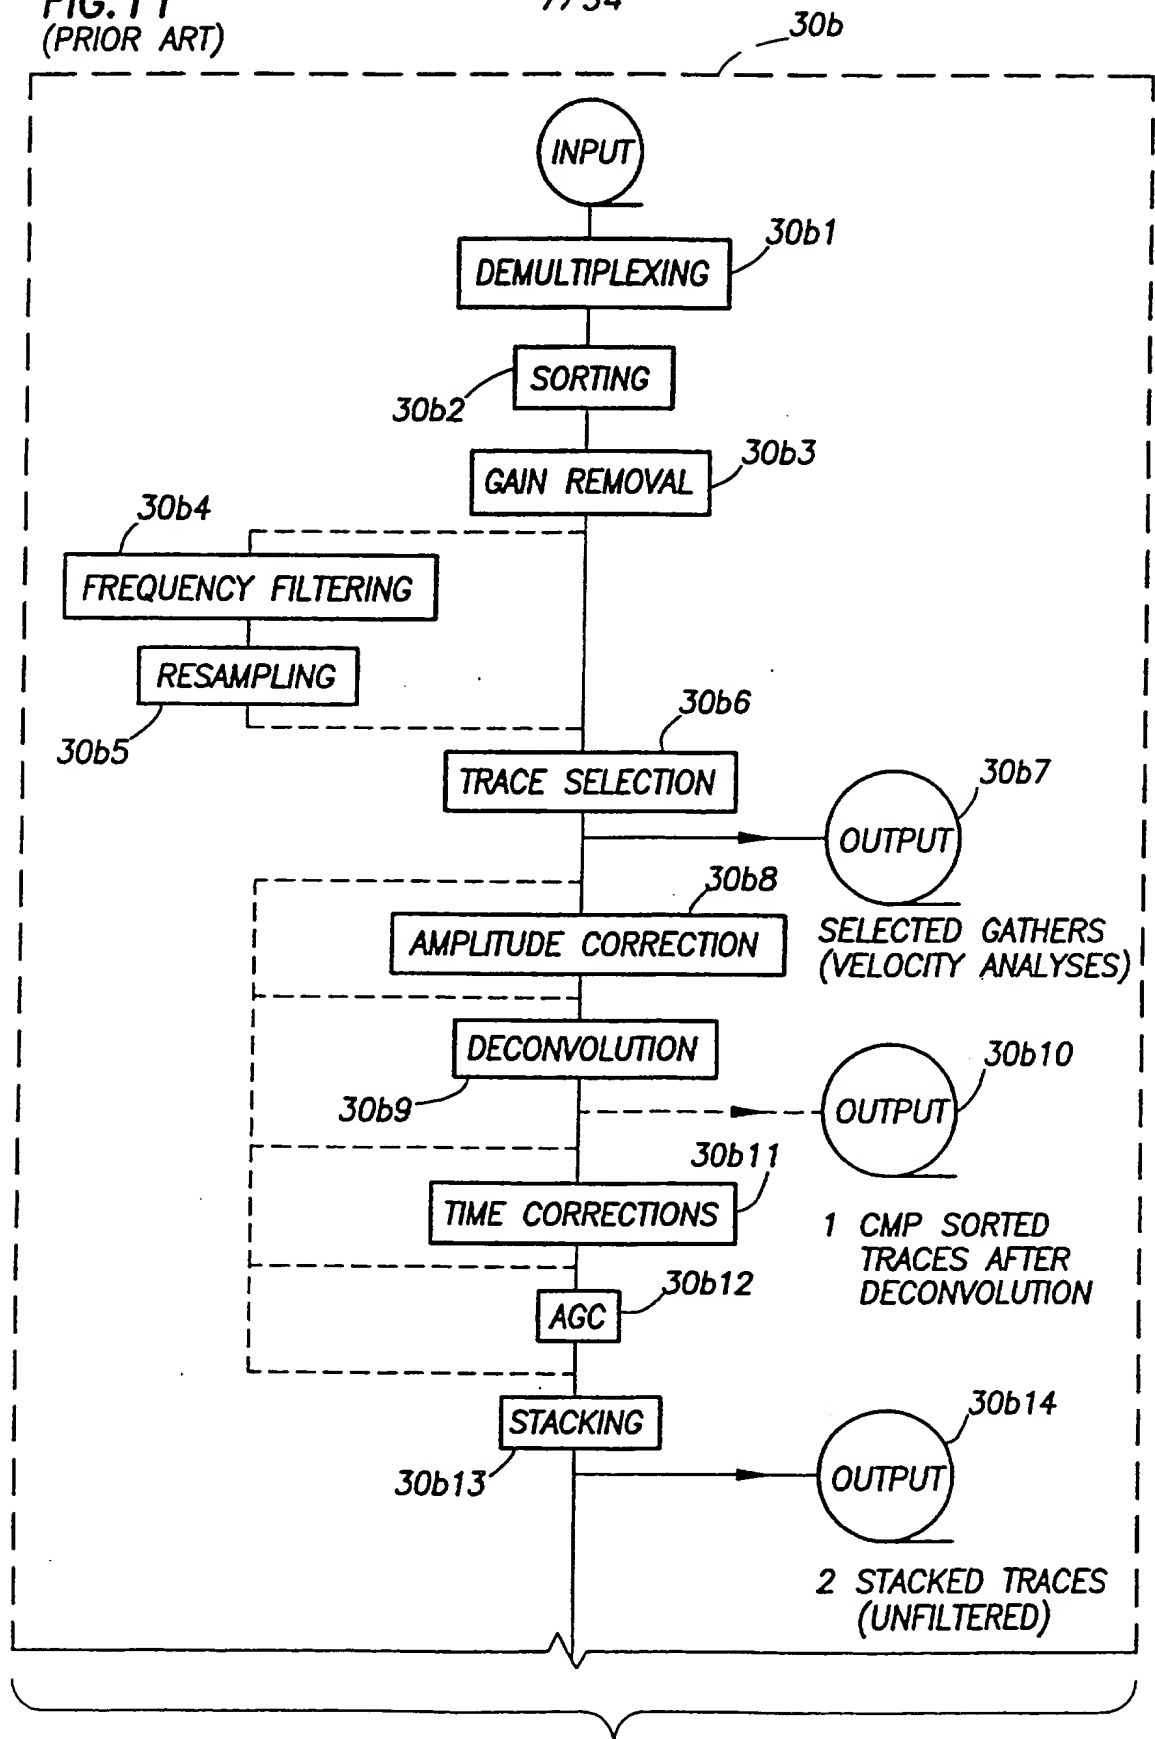 FIG. 11
(PRIOR ART)
7/54
30b
INPUT
DEMULTIPLEXING
30b1
SORTING
30b2
GAIN REMOVAL
30b3
30b4
FREQUENCY FILTERING
RESAMPLING
30b5
30b6
TRACE SELECTION
30b7
OUTPUT
SELECTED GATHERS
(VELOCITY ANALYSES)
30b8
AMPLITUDE CORRECTION
DECONVOLUTION
30b9
30b10
OUTPUT
1 CMP SORTED
TRACES AFTER
DECONVOLUTION
30b11
TIME CORRECTIONS
30b12
AGC
STACKING
30b13
30b14
OUTPUT
2 STACKED TRACES
(UNFILTERED)